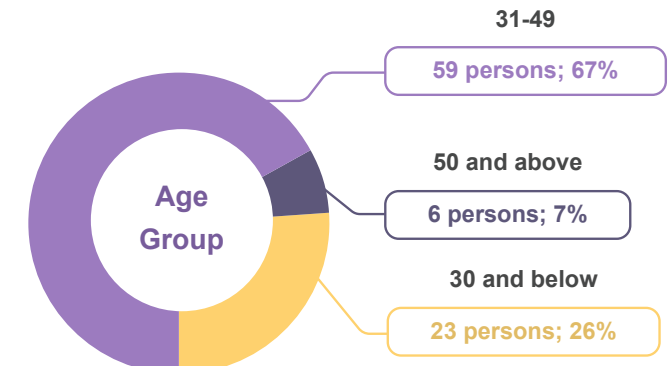 31-49
59 persons; 67%
50 and above
6 persons; 7%
Age
Group
30 and below
23 persons; 26%